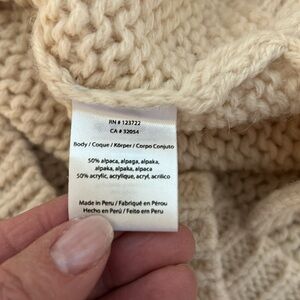 RN # 123722
CA # 32054
Body / Coque / Körper / Corpo Conjuto
50% alpaca, alpaga, alpaka,
alpaka, alpaka, alpaca
50% acrylic, acrylique, acryl, acrilico
Made in Peru / Fabriqué en Pérou
Hecho en Perú / Feito em Peru